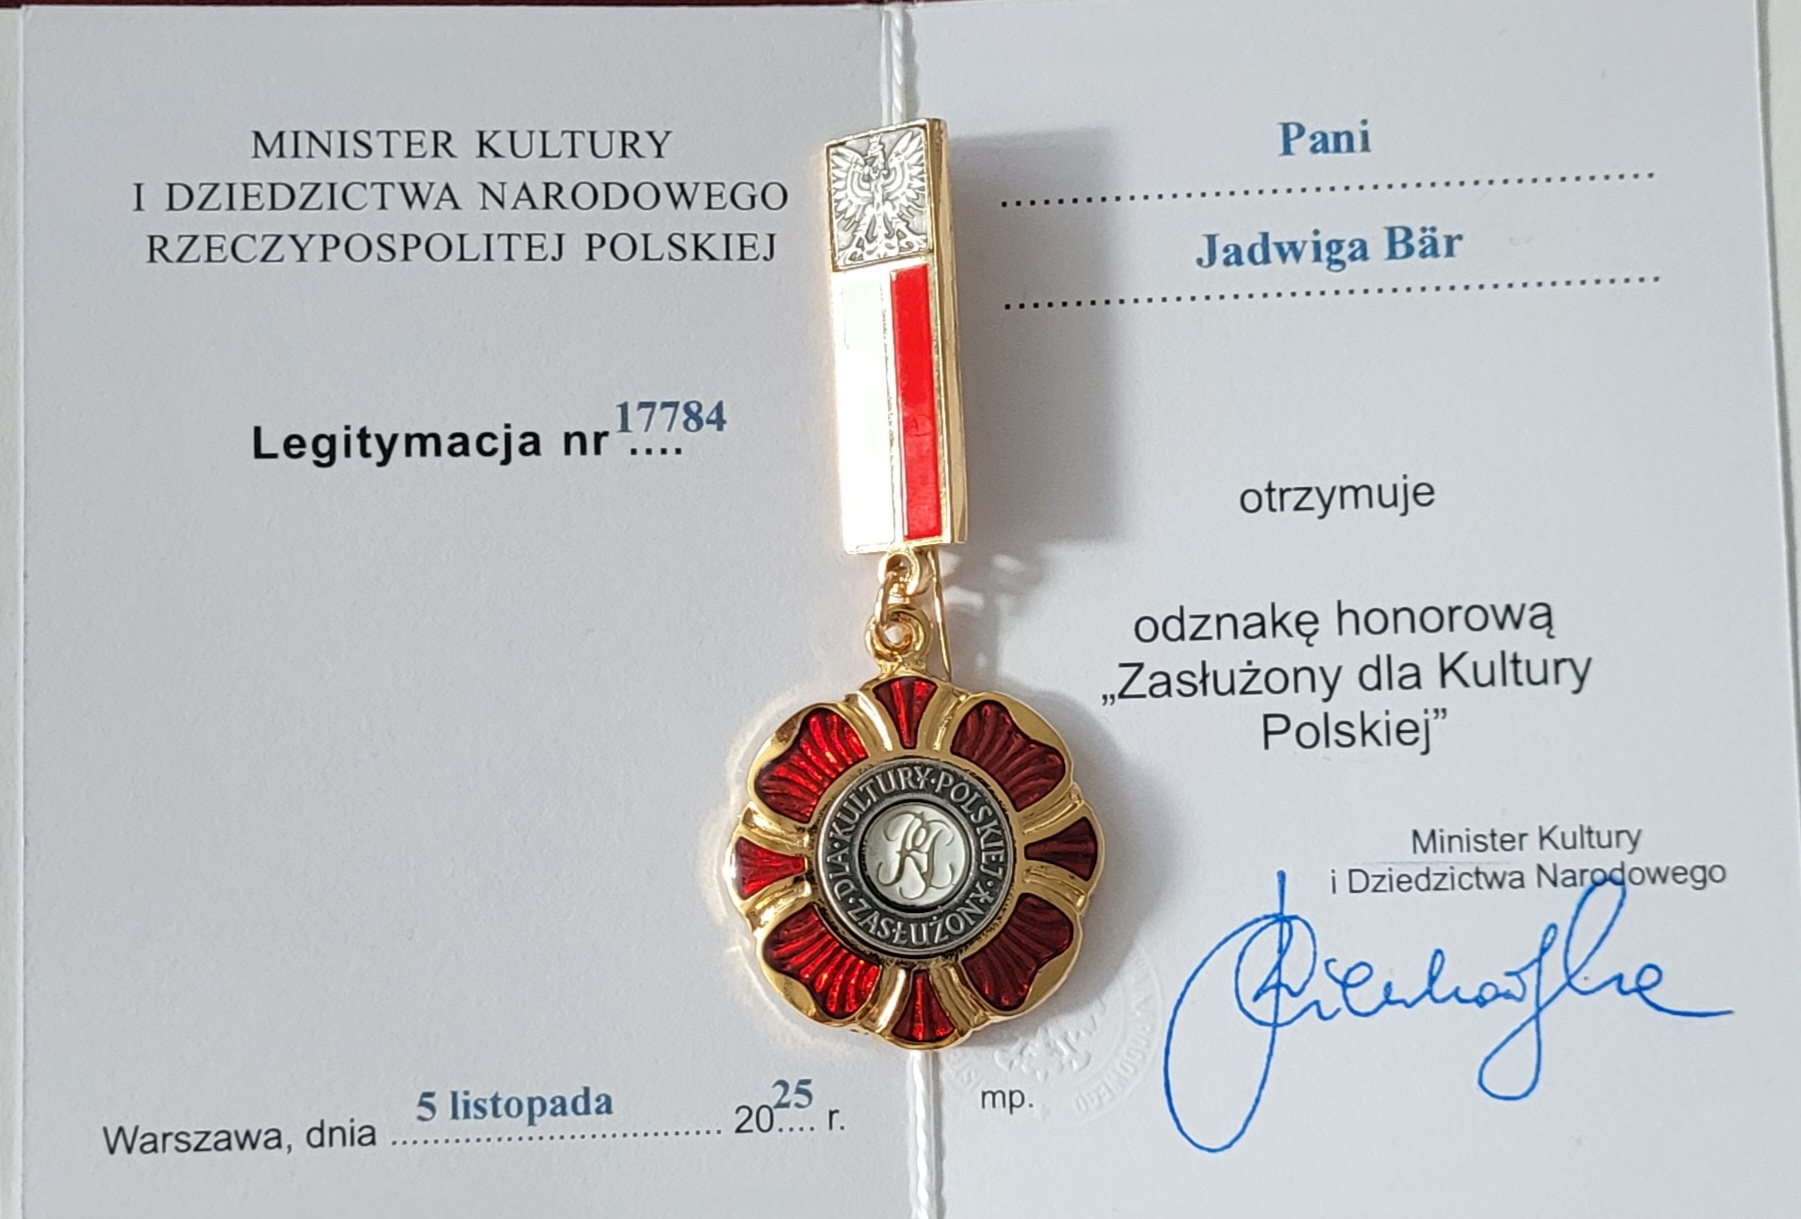 MINISTER KULTURY
I DZIEDZICTWA NARODOWEGO
RZECZYPOSPOLITEJ POLSKIEJ
Legitymacja nr 17784
Warszawa, dnia 5 listopada 2025 r.
Pani
Jadwiga Bär
otrzymuje
odznakę honorową
„Zasłużony dla Kultury
Polskiej”
Minister Kultury
i Dziedzictwa Narodowego
mp.
ZASŁUŻONY·DLA·KULTURY·POLSKIEJ·